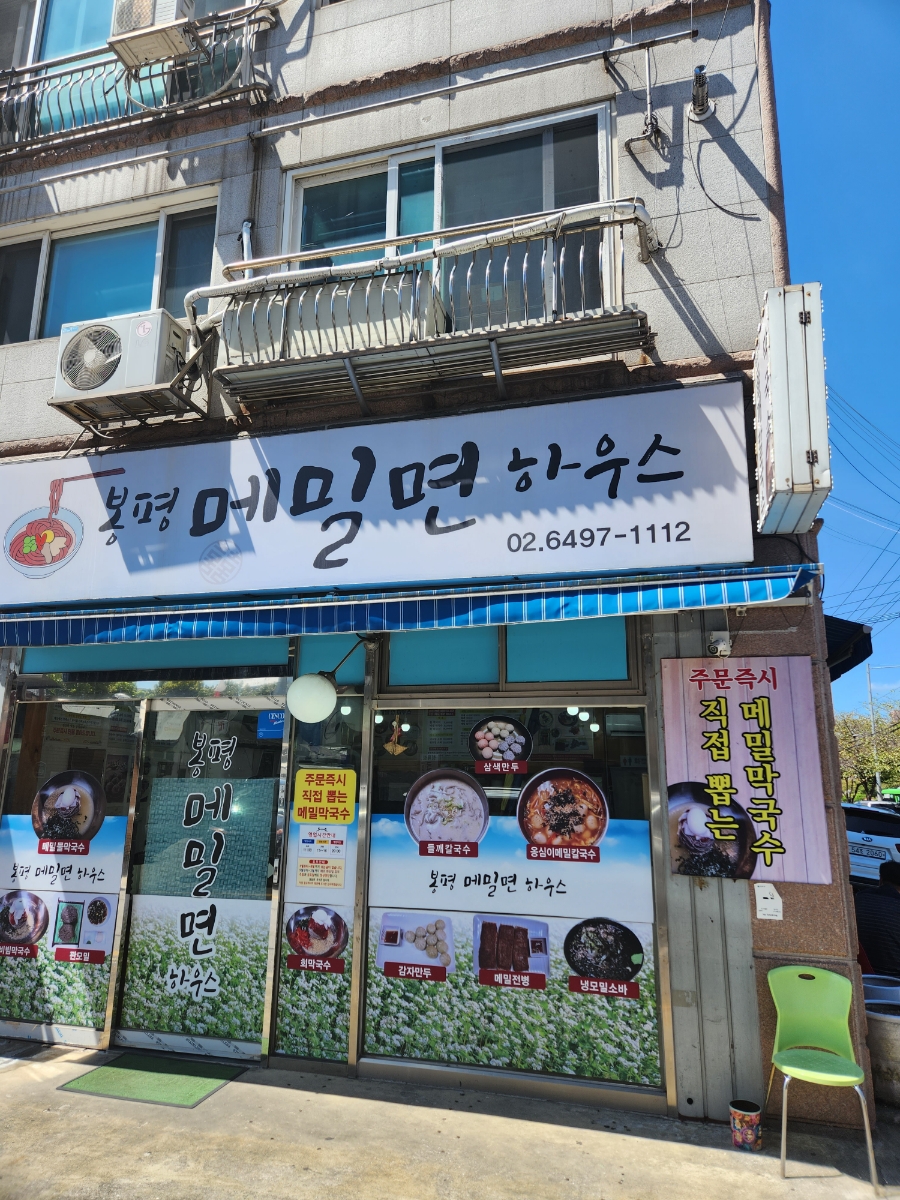 봉평 메밀면 하우스
02.6497-1112
주문즉시
직접 뽑는
메밀막국수
봉평
메밀면
하우스
메밀물막국수
봉평 메밀면 하우스
비빔막국수
판모밀
주문즉시
직접 뽑는
메밀막국수
회막국수
삼색만두
들깨칼국수
옹심이메밀칼국수
봉평 메밀면 하우스
감자만두
메밀전병
냉모밀소바